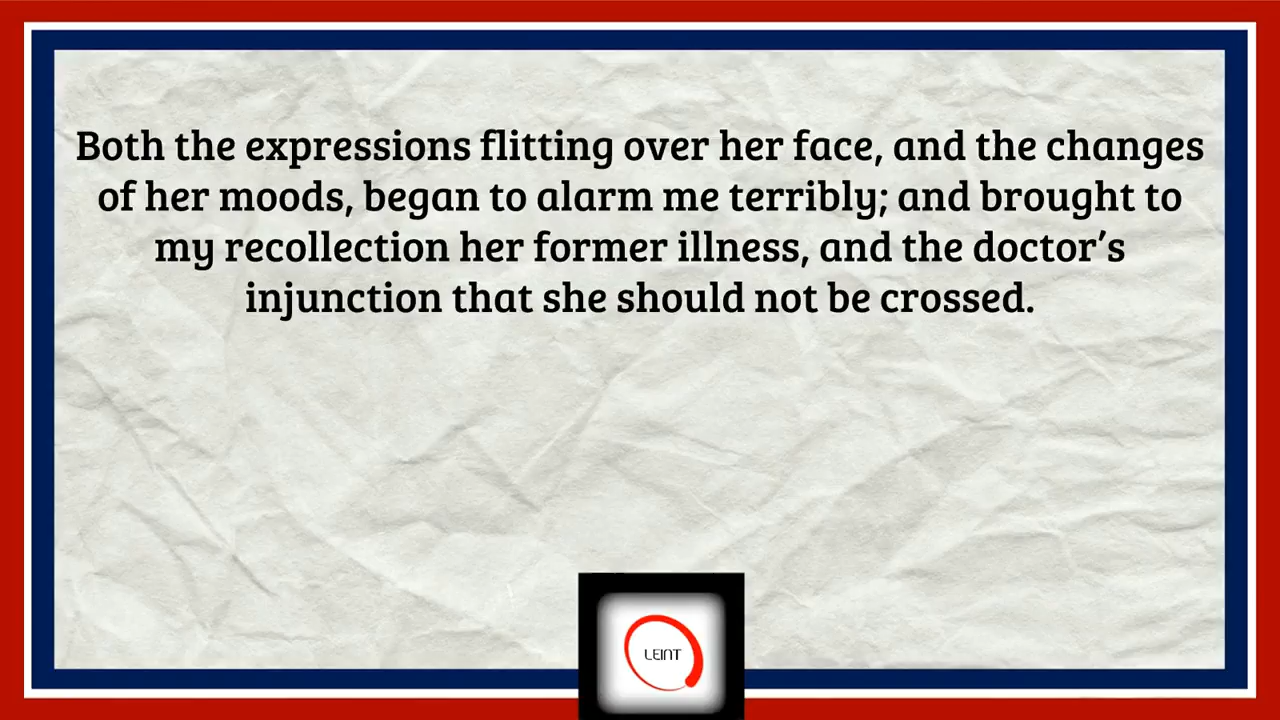 Both the expressions flitting over her face, and the changes
of her moods, began to alarm me terribly; and brought to
my recollection her former illness, and the doctor’s
injunction that she should not be crossed.
LEINT